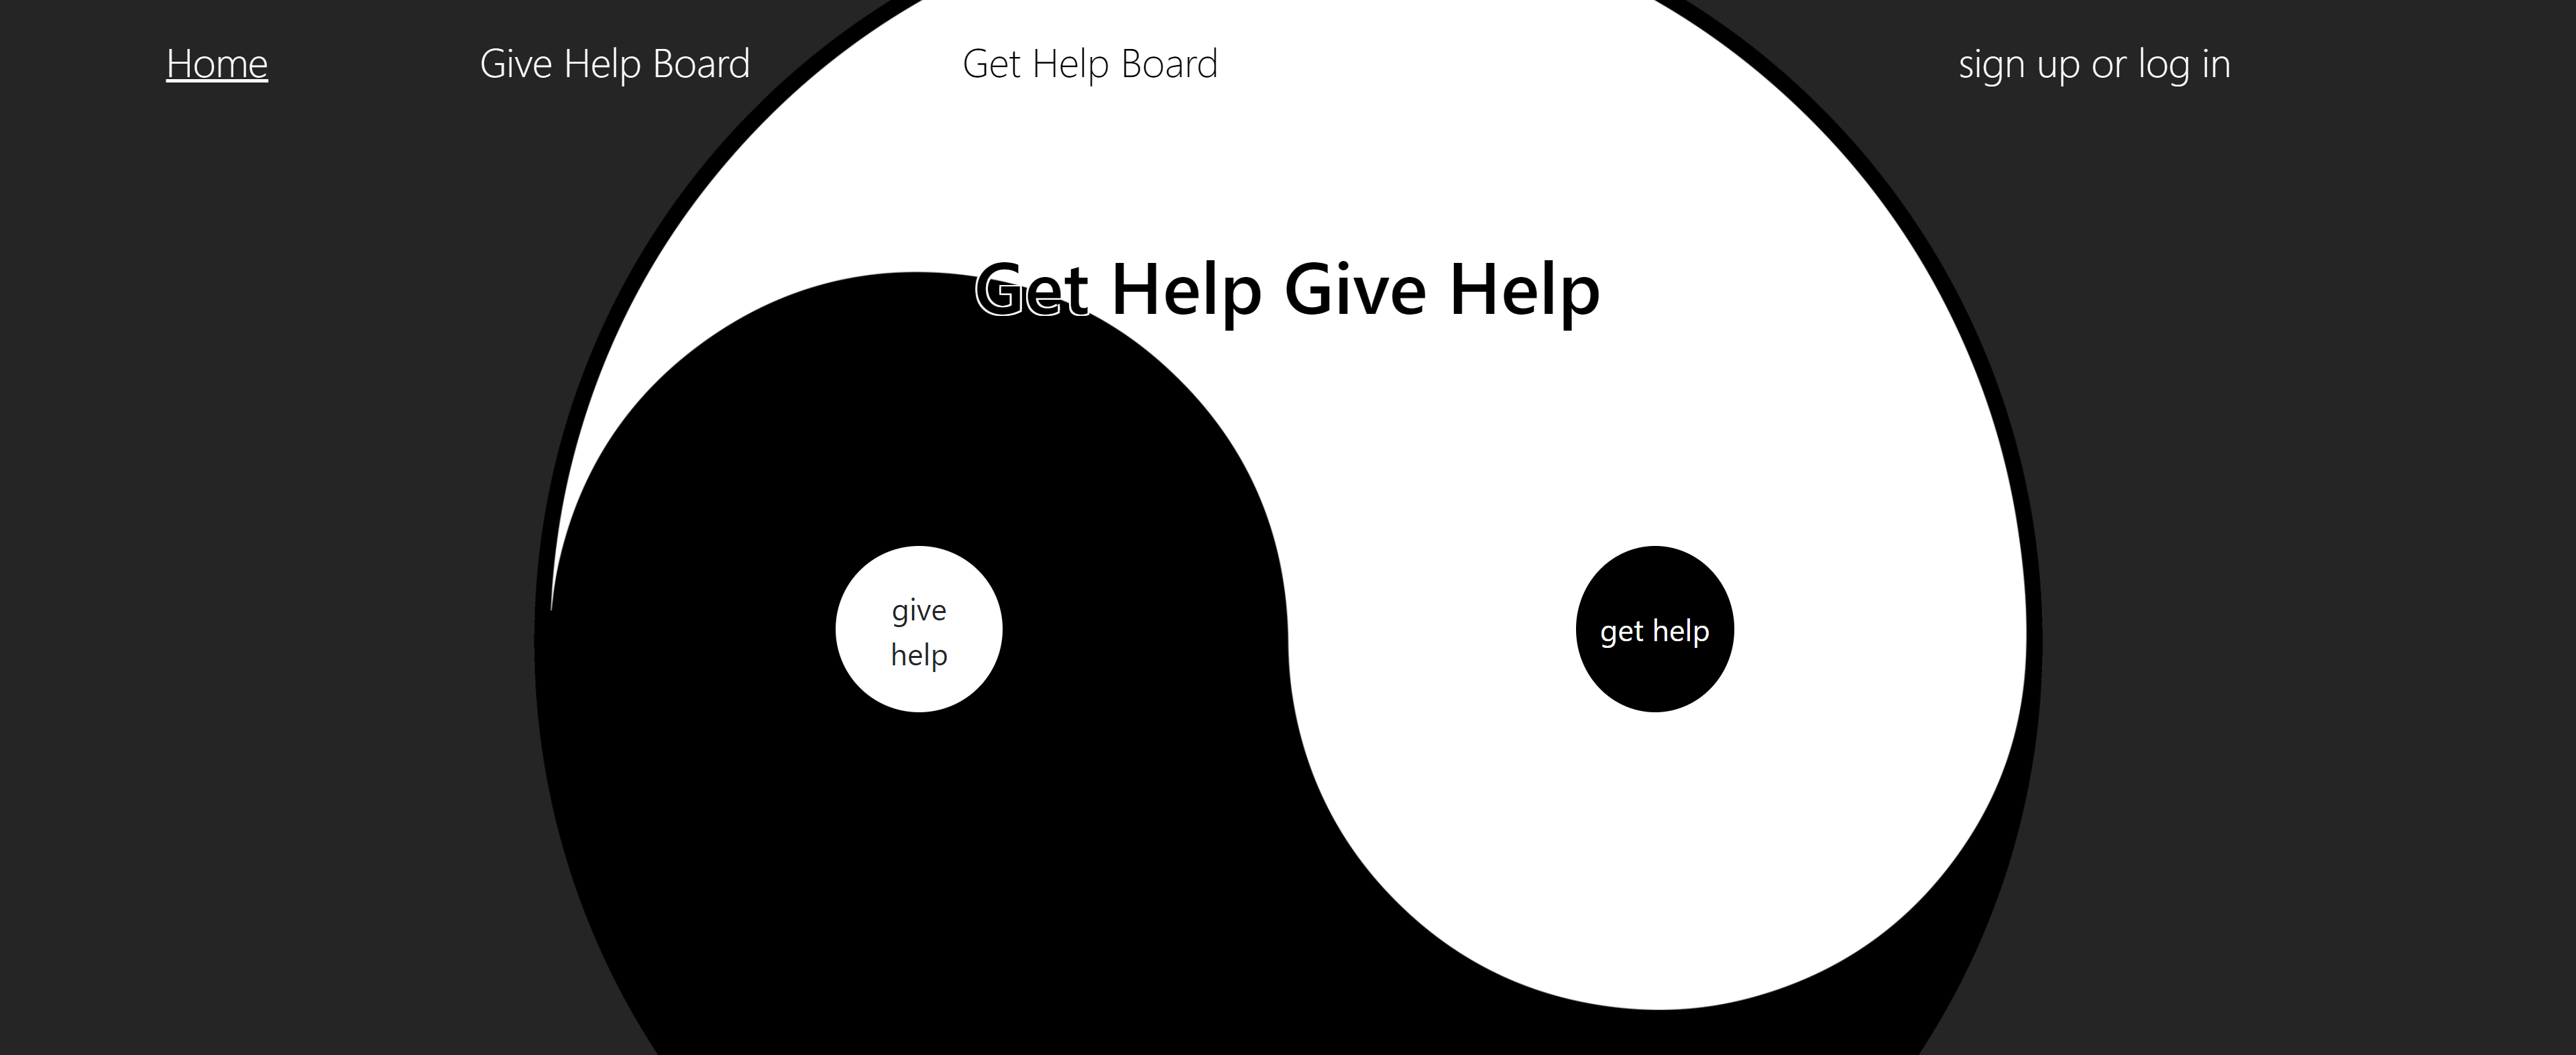 Home
Give Help Board
Get Help Board
sign up or log in
Get Help Give Help
give
help
get help